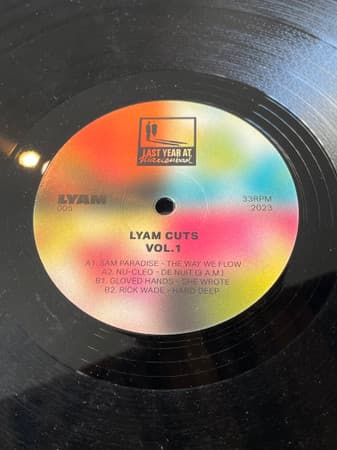 LAST YEAR AT
Marienbad
LYAM
005
33RPM
2023
LYAM CUTS
VOL.1
A1. SAM PARADISE - THE WAY WE FLOW
A2. NU-CLEO - DE NUIT (3 A.M.)
B1. GLOVED HANDS - SHE WROTE
B2. RICK WADE - HARD DEEP